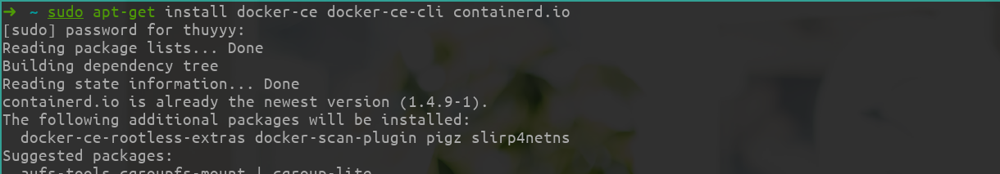 ➜ ~ sudo apt-get install docker-ce docker-ce-cli containerd.io
[sudo] password for thuyyy:
Reading package lists... Done
Building dependency tree
Reading state information... Done
containerd.io is already the newest version (1.4.9-1).
The following additional packages will be installed:
  docker-ce-rootless-extras docker-scan-plugin pigz slirp4netns
Suggested packages:
  aufs-tools cgroupfs-mount | cgroup-lite